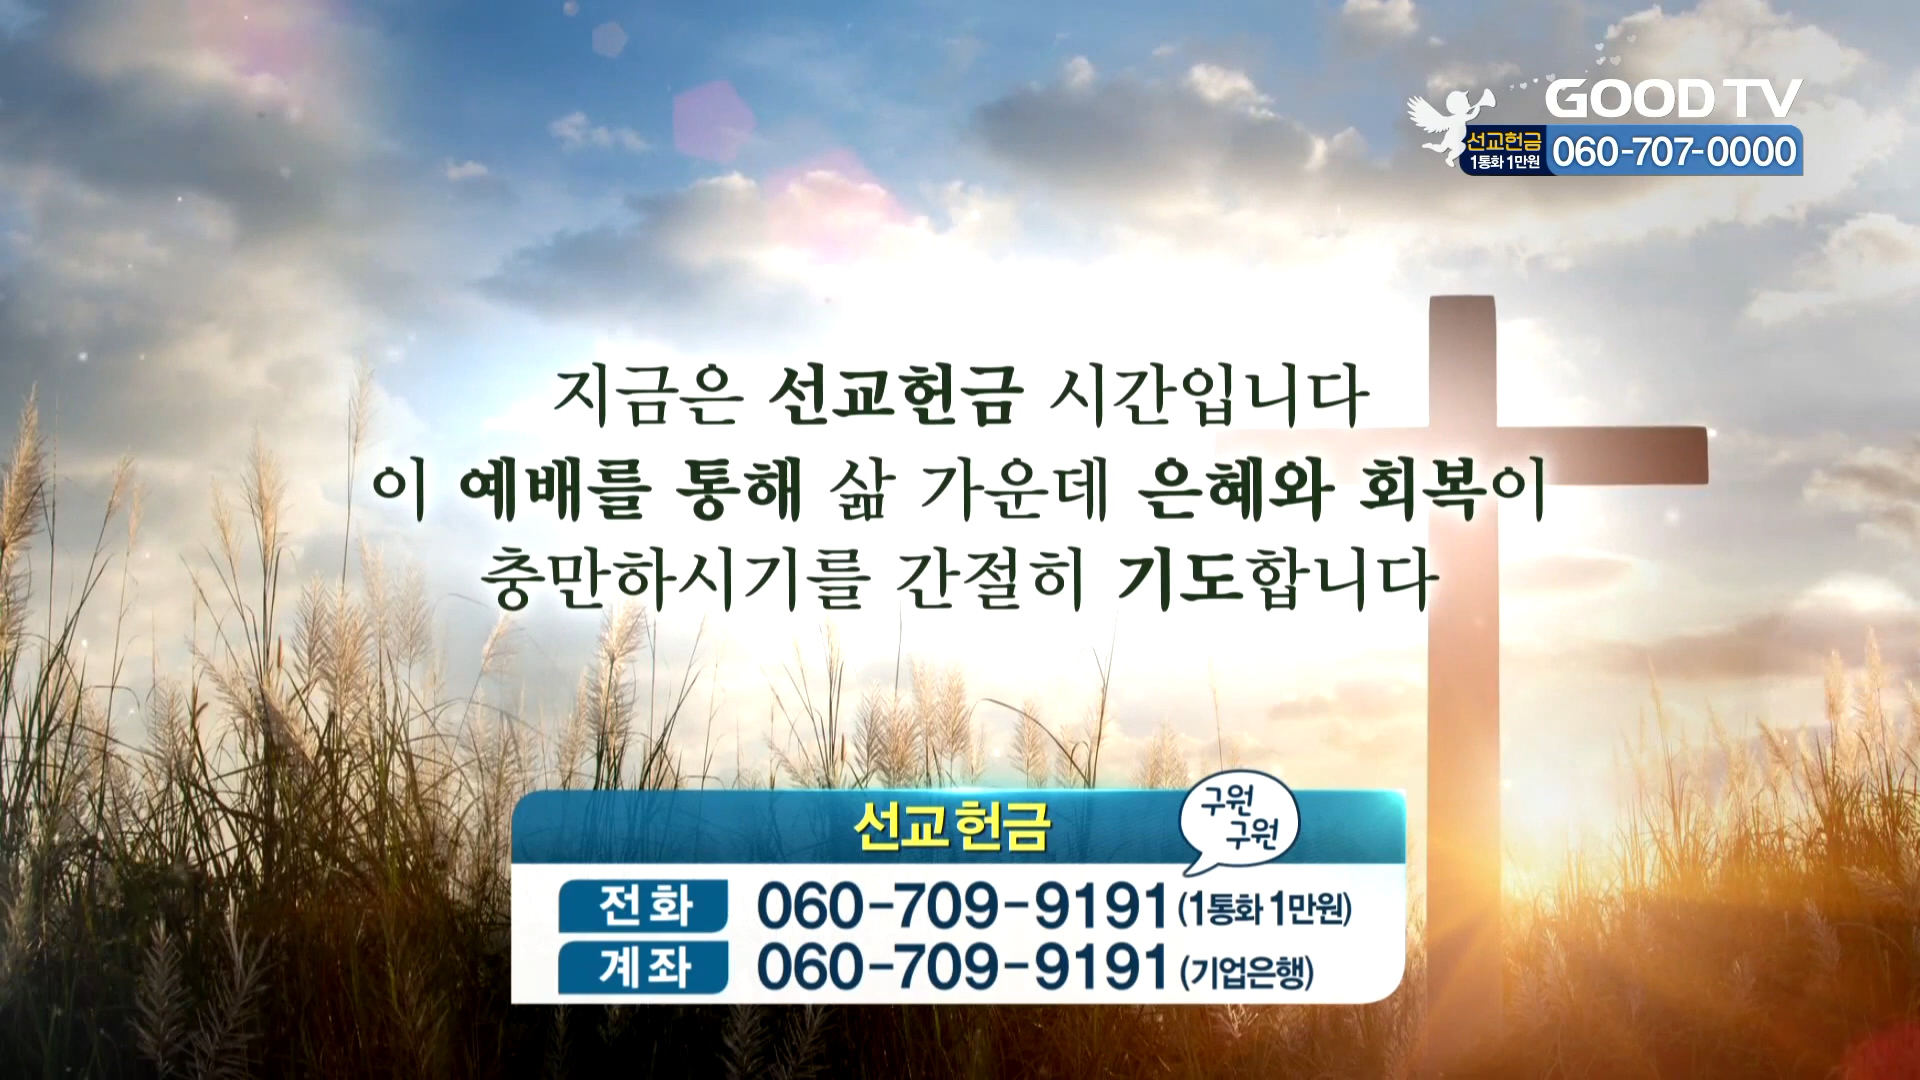 GOOD TV
선교헌금
1통화 1만원
060-707-0000
지금은 선교헌금 시간입니다
이 예배를 통해 삶 가운데 은혜와 회복이
충만하시기를 간절히 기도합니다
선교헌금
구원
구원
전화 060-709-9191 (1통화 1만원)
계좌 060-709-9191 (기업은행)